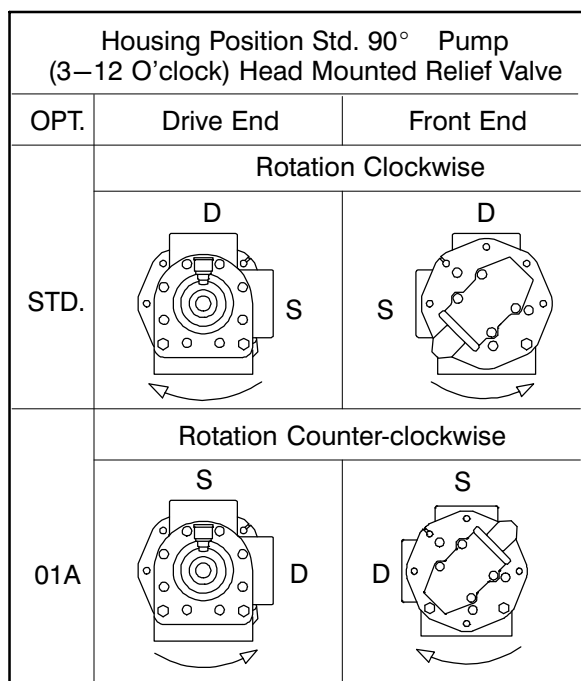 Housing Position Std. 90° Pump
(3–12 O'clock) Head Mounted Relief Valve
OPT. Drive End Front End
Rotation Clockwise
D D
STD. S S
Rotation Counter-clockwise
S S
01A D D